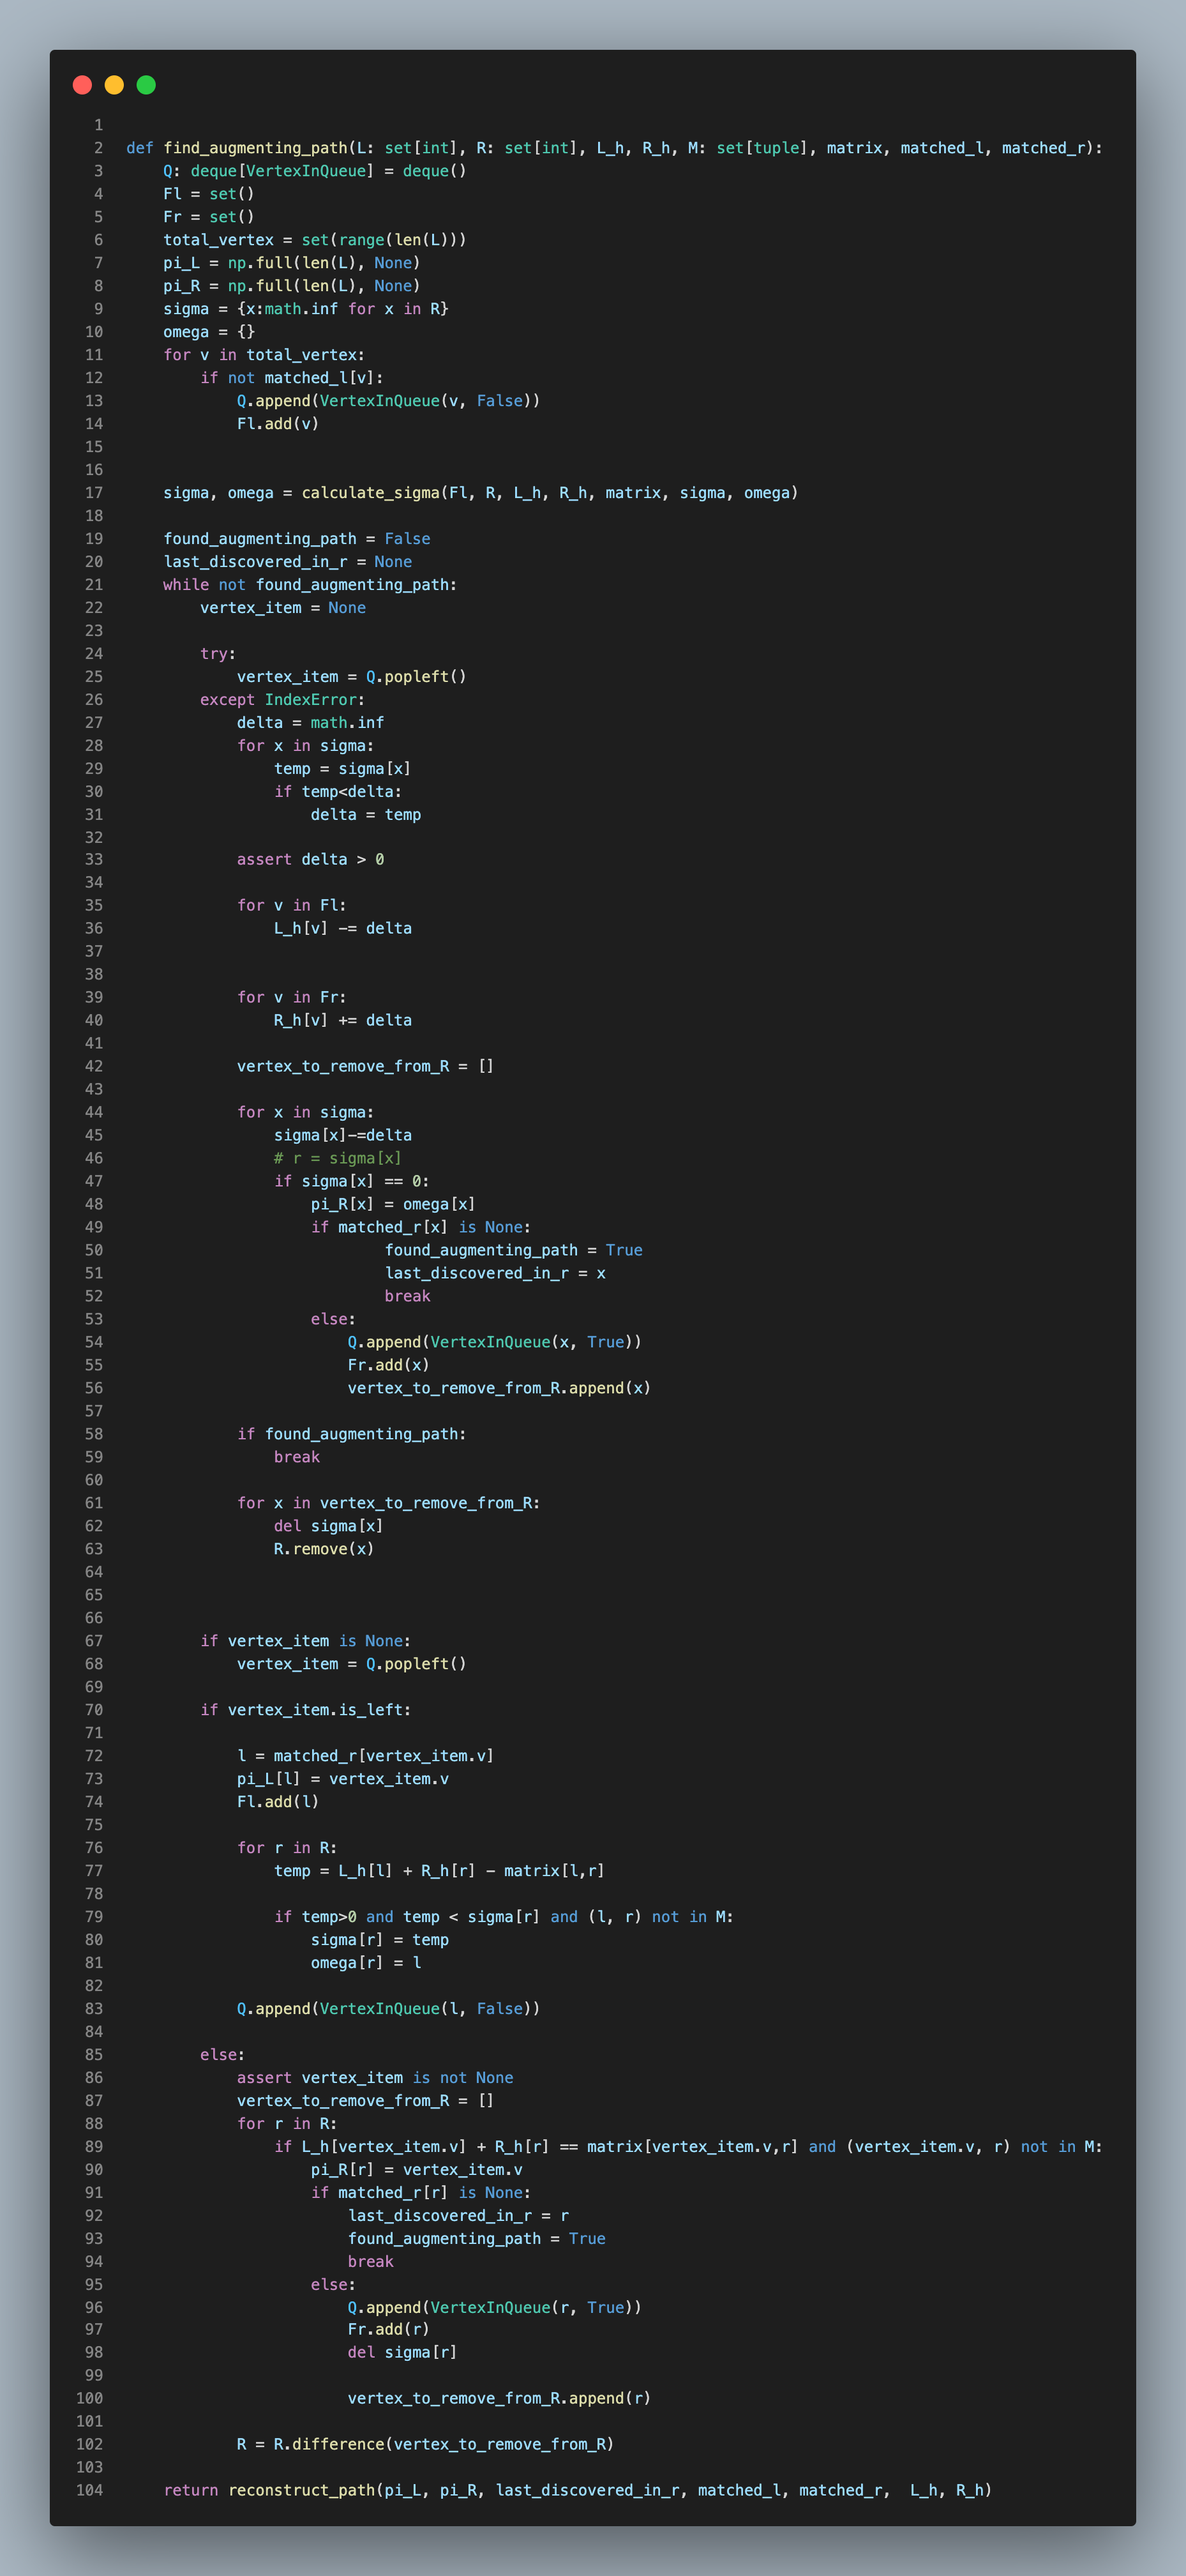 1
2 def find_augmenting_path(L: set[int], R: set[int], L_h, R_h, M: set[tuple], matrix, matched_l, matched_r):
3     Q: deque[VertexInQueue] = deque()
4     Fl = set()
5     Fr = set()
6     total_vertex = set(range(len(L)))
7     pi_L = np.full(len(L), None)
8     pi_R = np.full(len(L), None)
9     sigma = {x:math.inf for x in R}
10     omega = {}
11     for v in total_vertex:
12         if not matched_l[v]:
13             Q.append(VertexInQueue(v, False))
14             Fl.add(v)
15
16
17     sigma, omega = calculate_sigma(Fl, R, L_h, R_h, matrix, sigma, omega)
18
19     found_augmenting_path = False
20     last_discovered_in_r = None
21     while not found_augmenting_path:
22         vertex_item = None
23
24         try:
25             vertex_item = Q.popleft()
26         except IndexError:
27             delta = math.inf
28             for x in sigma:
29                 temp = sigma[x]
30                 if temp<delta:
31                     delta = temp
32
33             assert delta > 0
34
35             for v in Fl:
36                 L_h[v] -= delta
37
38
39             for v in Fr:
40                 R_h[v] += delta
41
42             vertex_to_remove_from_R = []
43
44             for x in sigma:
45                 sigma[x]-=delta
46                 # r = sigma[x]
47                 if sigma[x] == 0:
48                     pi_R[x] = omega[x]
49                     if matched_r[x] is None:
50                             found_augmenting_path = True
51                             last_discovered_in_r = x
52                             break
53                     else:
54                         Q.append(VertexInQueue(x, True))
55                         Fr.add(x)
56                         vertex_to_remove_from_R.append(x)
57
58             if found_augmenting_path:
59                 break
60
61             for x in vertex_to_remove_from_R:
62                 del sigma[x]
63                 R.remove(x)
64
65
66
67         if vertex_item is None:
68             vertex_item = Q.popleft()
69
70         if vertex_item.is_left:
71
72             l = matched_r[vertex_item.v]
73             pi_L[l] = vertex_item.v
74             Fl.add(l)
75
76             for r in R:
77                 temp = L_h[l] + R_h[r] - matrix[l,r]
78
79                 if temp>0 and temp < sigma[r] and (l, r) not in M:
80                     sigma[r] = temp
81                     omega[r] = l
82
83             Q.append(VertexInQueue(l, False))
84
85         else:
86             assert vertex_item is not None
87             vertex_to_remove_from_R = []
88             for r in R:
89                 if L_h[vertex_item.v] + R_h[r] == matrix[vertex_item.v,r] and (vertex_item.v, r) not in M:
90                     pi_R[r] = vertex_item.v
91                     if matched_r[r] is None:
92                         last_discovered_in_r = r
93                         found_augmenting_path = True
94                         break
95                     else:
96                         Q.append(VertexInQueue(r, True))
97                         Fr.add(r)
98                         del sigma[r]
99
100                         vertex_to_remove_from_R.append(r)
101
102             R = R.difference(vertex_to_remove_from_R)
103
104     return reconstruct_path(pi_L, pi_R, last_discovered_in_r, matched_l, matched_r,  L_h, R_h)